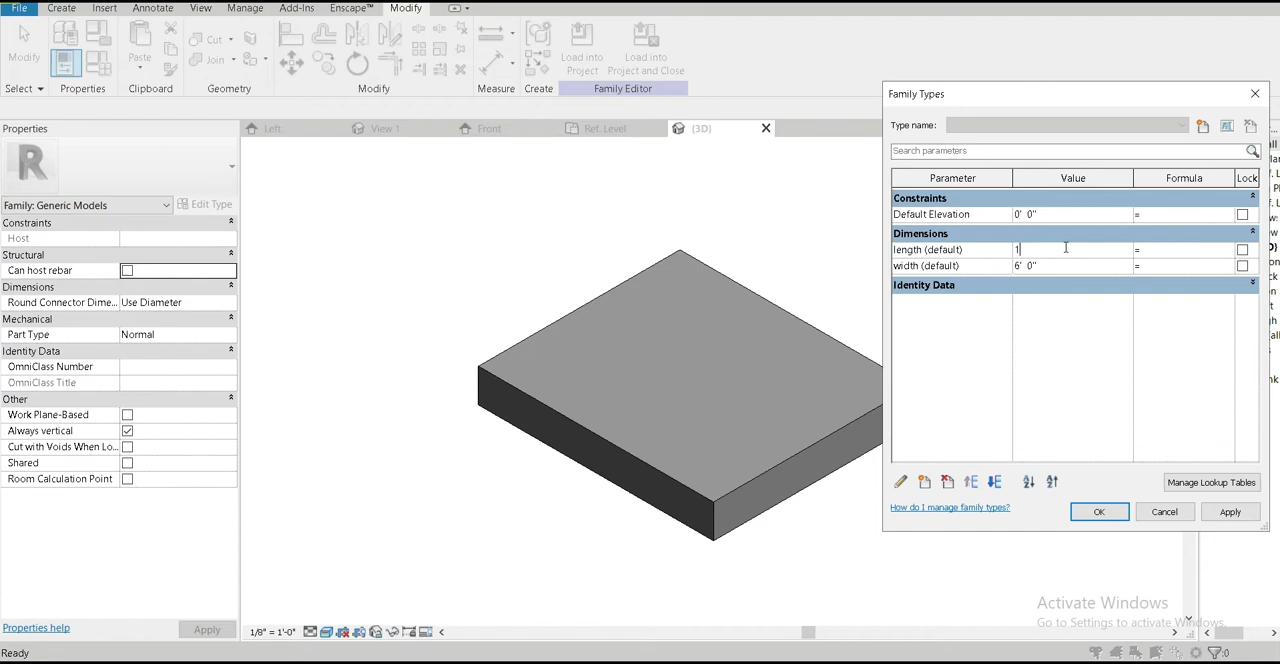 File Create Insert Annotate View Manage Add-Ins Enscape™ Modify
Modify Paste Cut Join Load into Project Load into Project and Close
Select Properties Clipboard Geometry Modify Measure Create Family Editor
Left View 1 Front Ref. Level (3D)
Properties
R
Family: Generic Models Edit Type
Constraints
Host
Structural
Can host rebar
Dimensions
Round Connector Dime... Use Diameter
Mechanical
Part Type Normal
Identity Data
OmniClass Number
OmniClass Title
Other
Work Plane-Based
Always vertical
Cut with Voids When Lo...
Shared
Room Calculation Point
Properties help Apply
1/8" = 1'-0"
Ready
Family Types
Type name:
Search parameters
Parameter Value Formula Lock
Constraints
Default Elevation 0' 0" =
Dimensions
length (default) 1 =
width (default) 6' 0" =
Identity Data
Manage Lookup Tables
How do I manage family types?
OK Cancel Apply
Activate Windows
Go to Settings to activate Windows.
:0